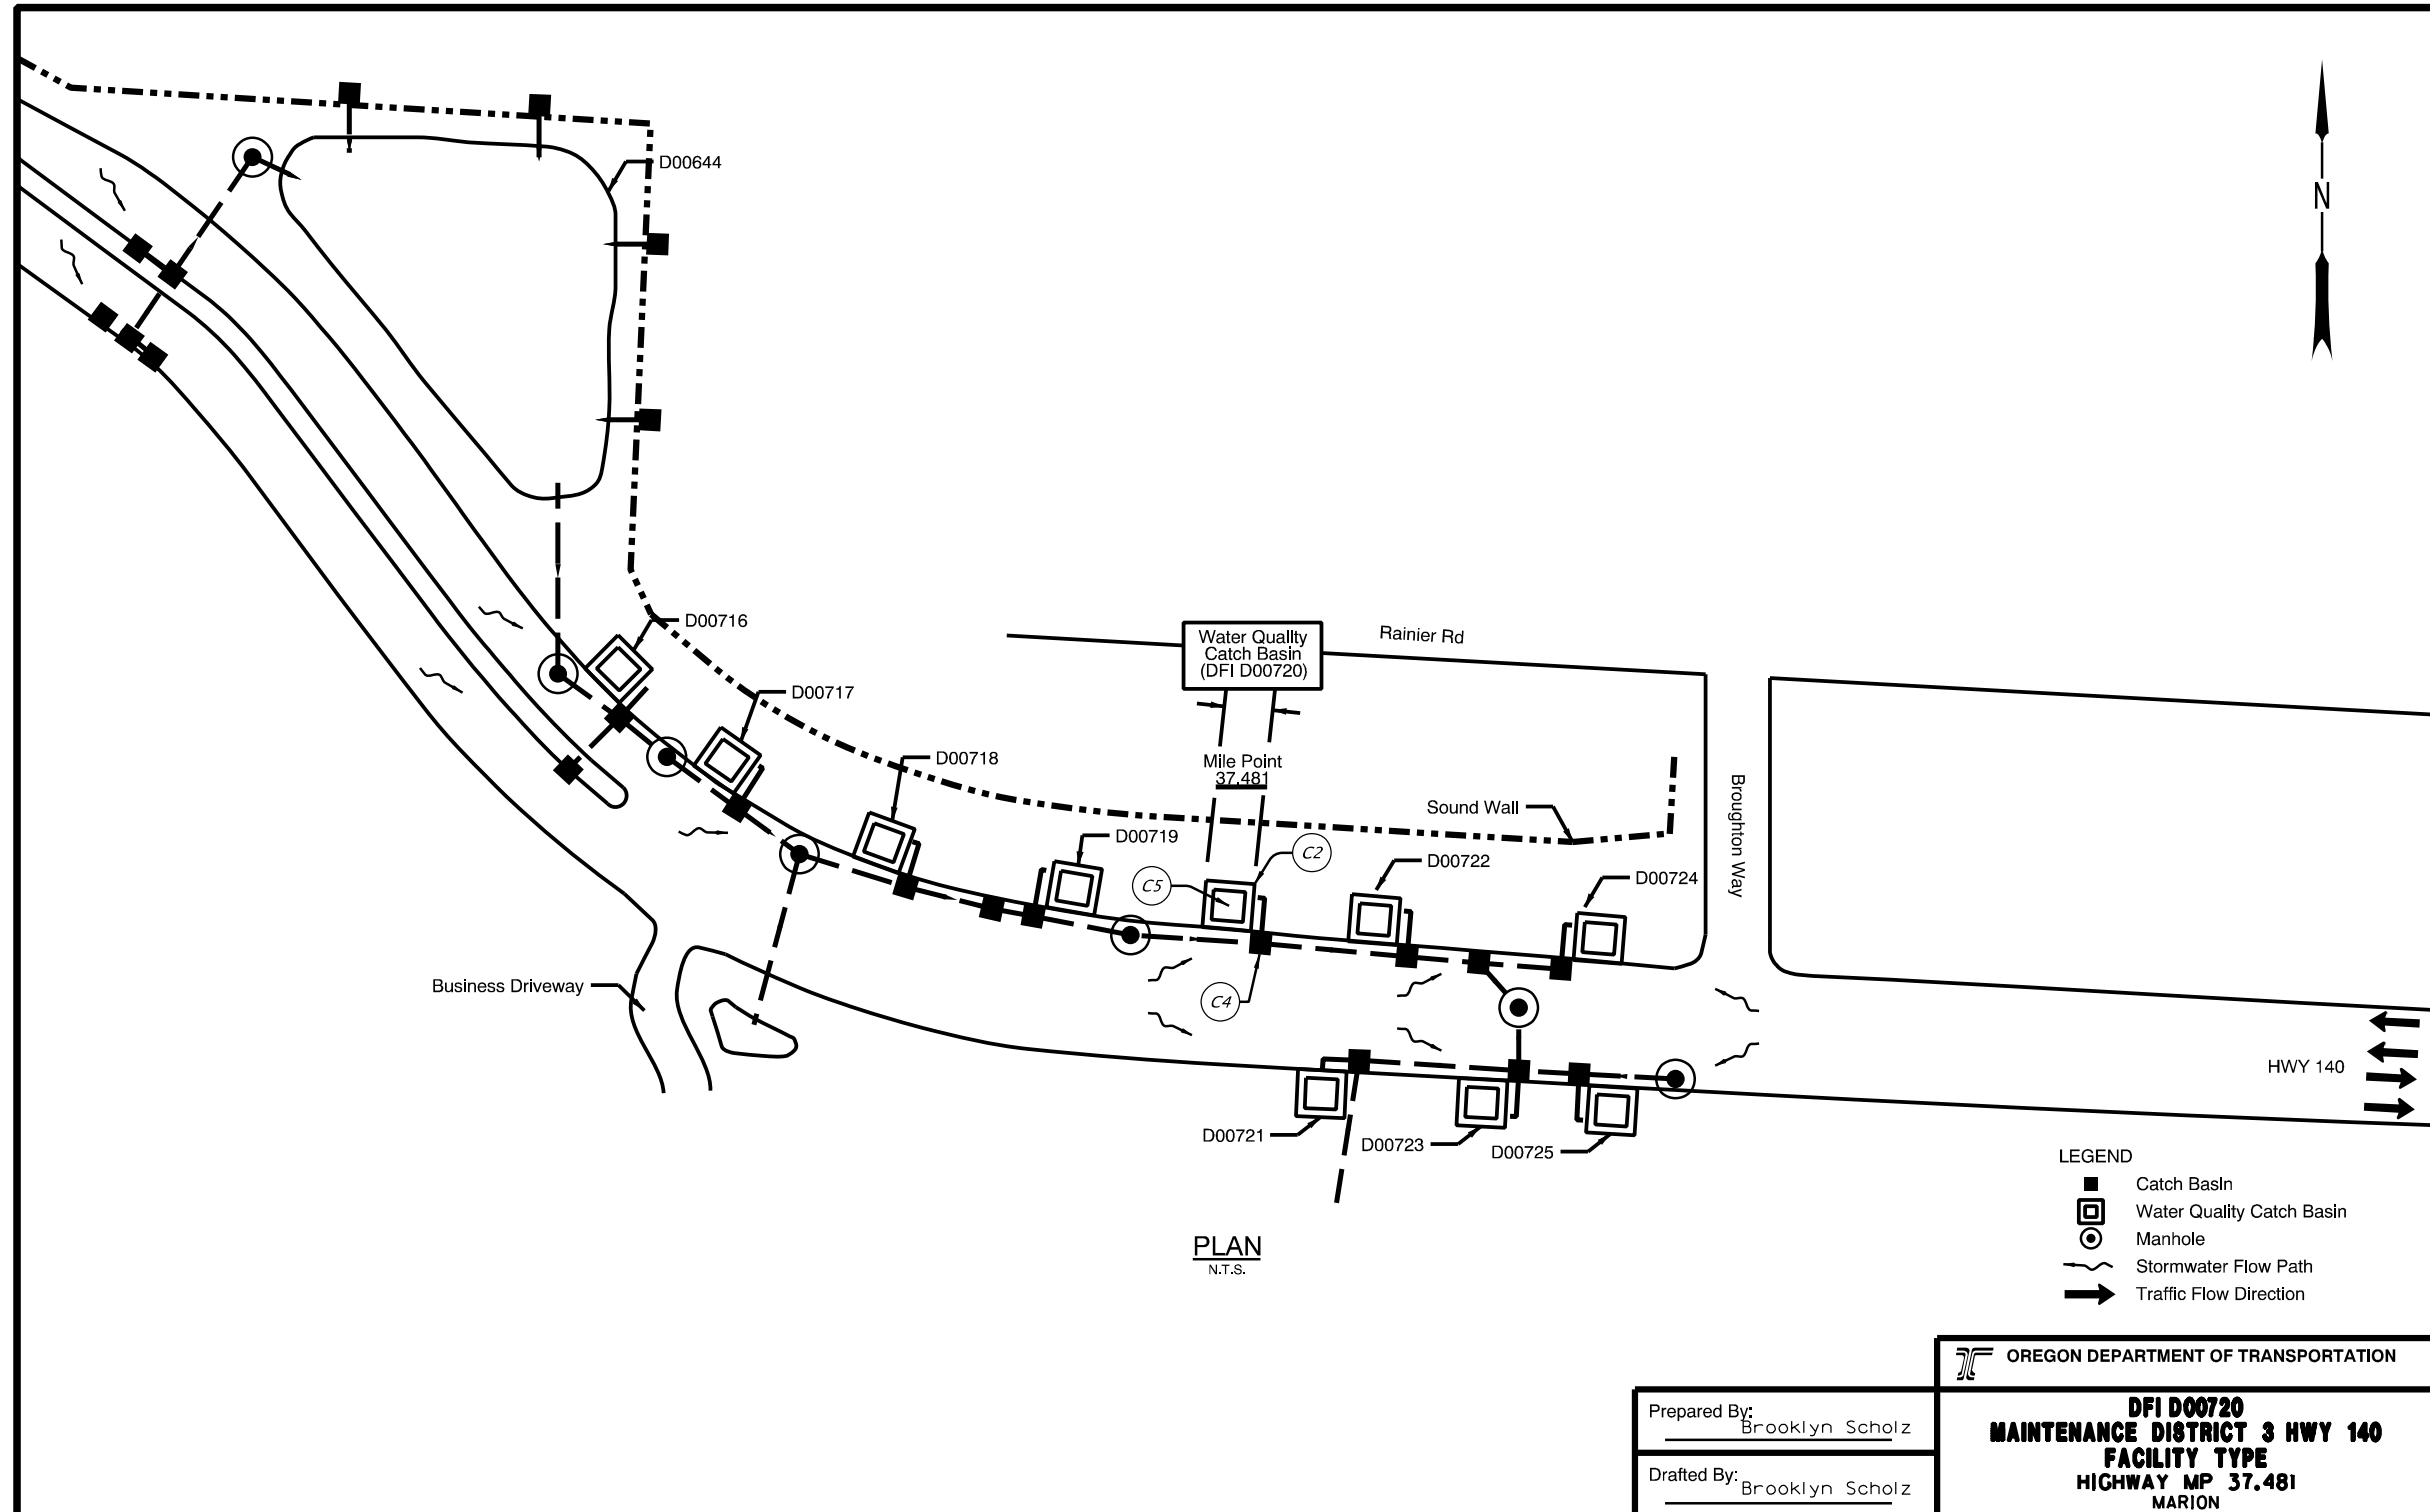 D00644
N
D00716
D00717
D00718
D00719
Water Quality
Catch Basin
(DFI D00720)
Rainier Rd
Mile Point
37.481
Sound Wall
Broughton Way
C2
C5
C4
D00722
D00724
Business Driveway
HWY 140
D00721
D00723
D00725
PLAN
N.T.S.
LEGEND
Catch Basin
Water Quality Catch Basin
Manhole
Stormwater Flow Path
Traffic Flow Direction
OREGON DEPARTMENT OF TRANSPORTATION
Prepared By:
Brooklyn Scholz
Drafted By:
Brooklyn Scholz
DFI D00720
MAINTENANCE DISTRICT 3 HWY 140
FACILITY TYPE
HIGHWAY MP 37.481
MARION